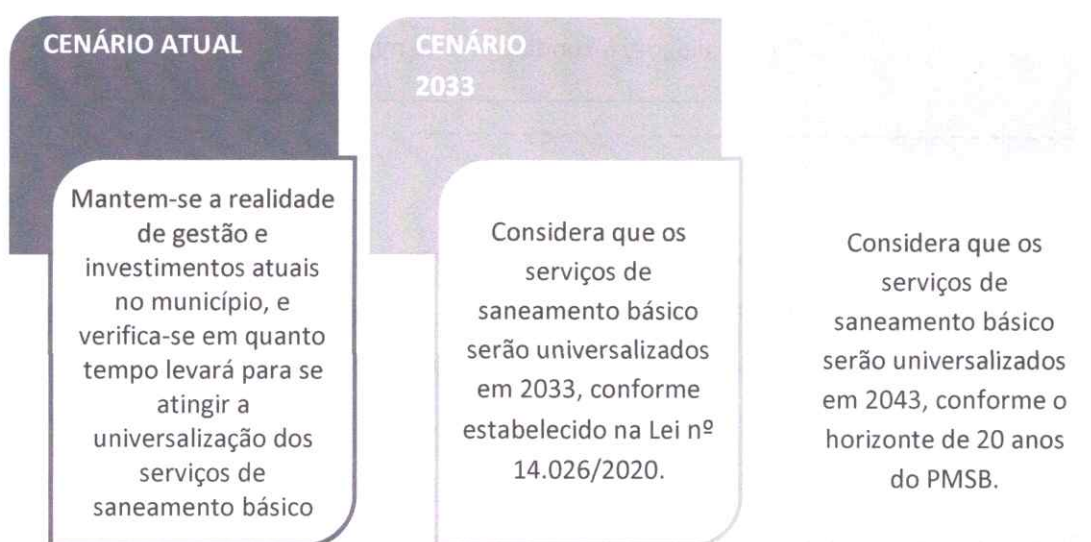 CENÁRIO ATUAL
Mantem-se a realidade
de gestão e
investimentos atuais
no município, e
verifica-se em quanto
tempo levará para se
atingir a
universalização dos
serviços de
saneamento básico
CENÁRIO
2033
Considera que os
serviços de
saneamento básico
serão universalizados
em 2033, conforme
estabelecido na Lei nº
14.026/2020.
Considera que os
serviços de
saneamento básico
serão universalizados
em 2043, conforme o
horizonte de 20 anos
do PMSB.